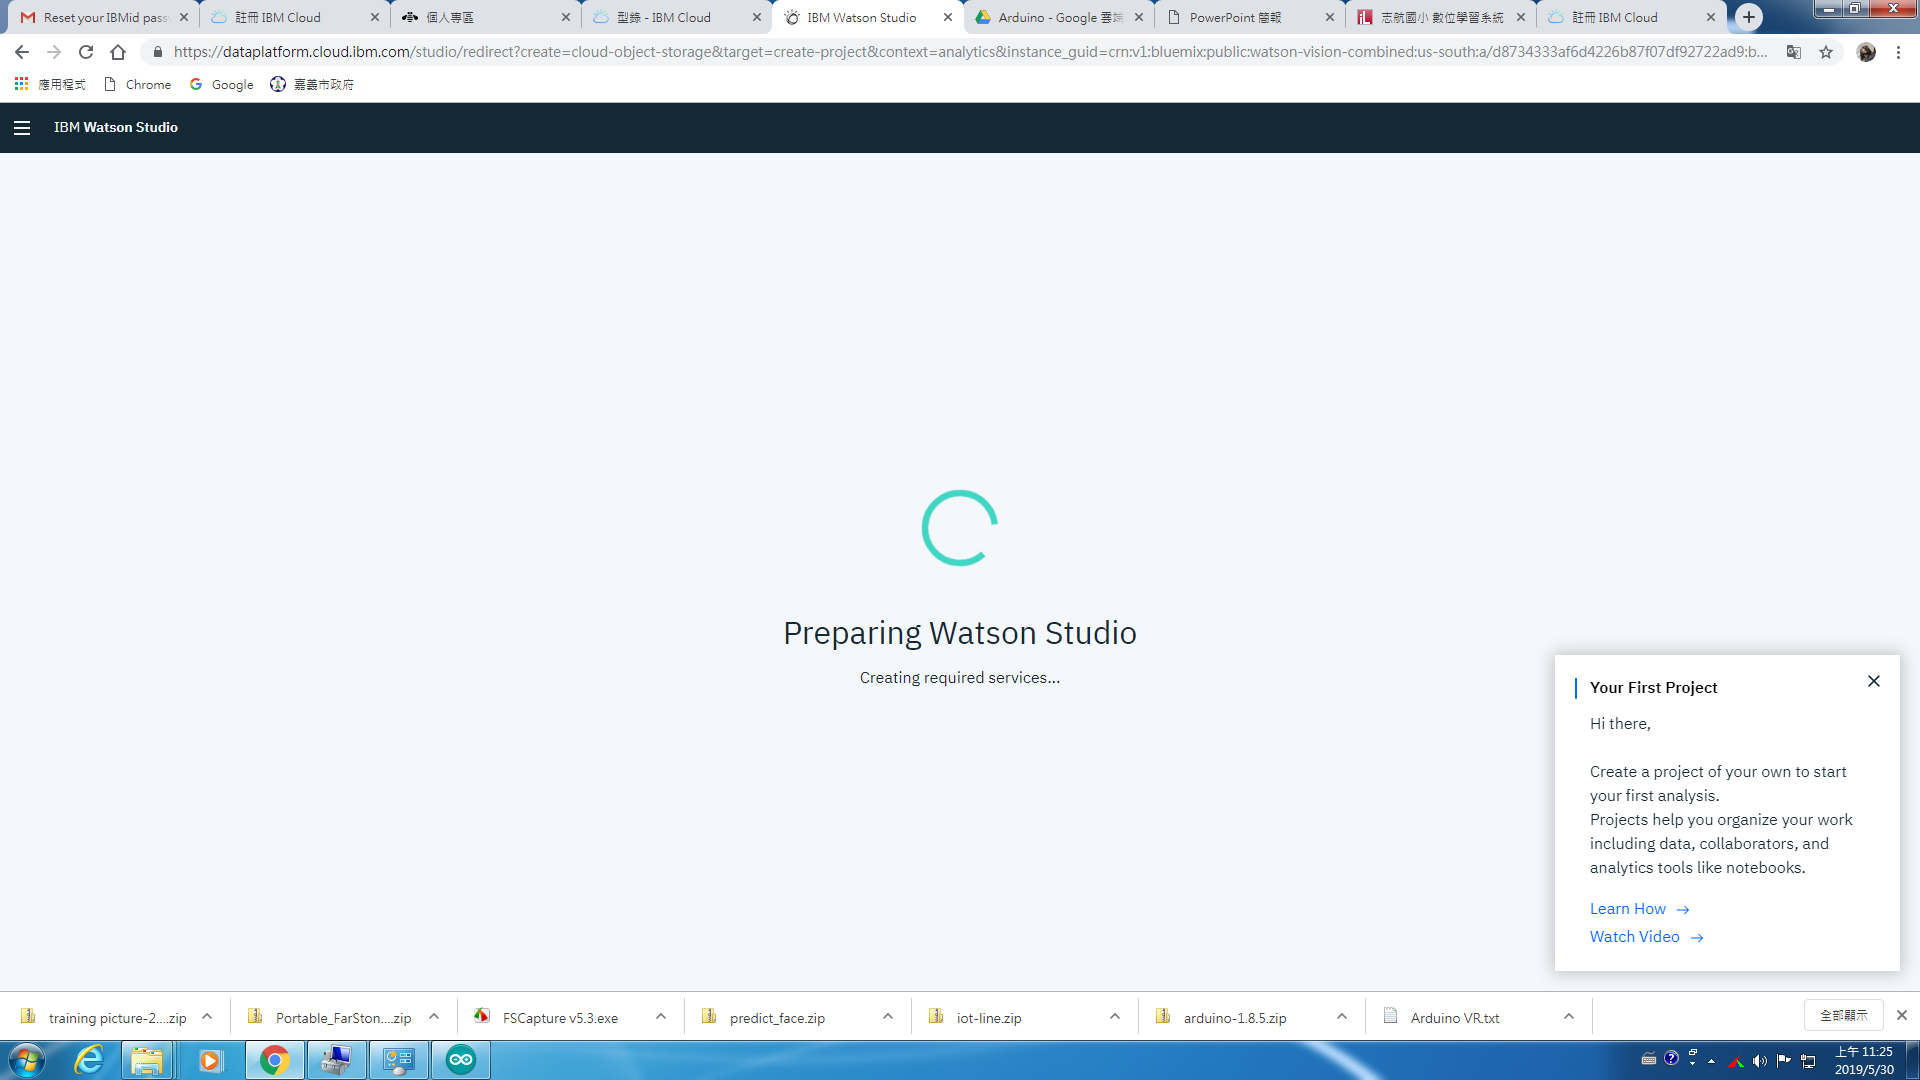 Reset your IBMid pass
註冊 IBM Cloud
個人專區
型錄 - IBM Cloud
IBM Watson Studio
Arduino - Google 雲端
PowerPoint 簡報
志航國小 數位學習系統
註冊 IBM Cloud
https://dataplatform.cloud.ibm.com/studio/redirect?create=cloud-object-storage&target=create-project&context=analytics&instance_guid=crn:v1:bluemix:public:watson-vision-combined:us-south:a/d8734333af6d4226b87f07df92722ad9:b...
應用程式
Chrome
Google
嘉義市政府
IBM Watson Studio
Preparing Watson Studio
Creating required services...
Your First Project
Hi there,
Create a project of your own to start
your first analysis.
Projects help you organize your work
including data, collaborators, and
analytics tools like notebooks.
Learn How →
Watch Video →
training picture-2....zip
Portable_FarSton....zip
FSCapture v5.3.exe
predict_face.zip
iot-line.zip
arduino-1.8.5.zip
Arduino VR.txt
全部顯示
上午 11:25
2019/5/30